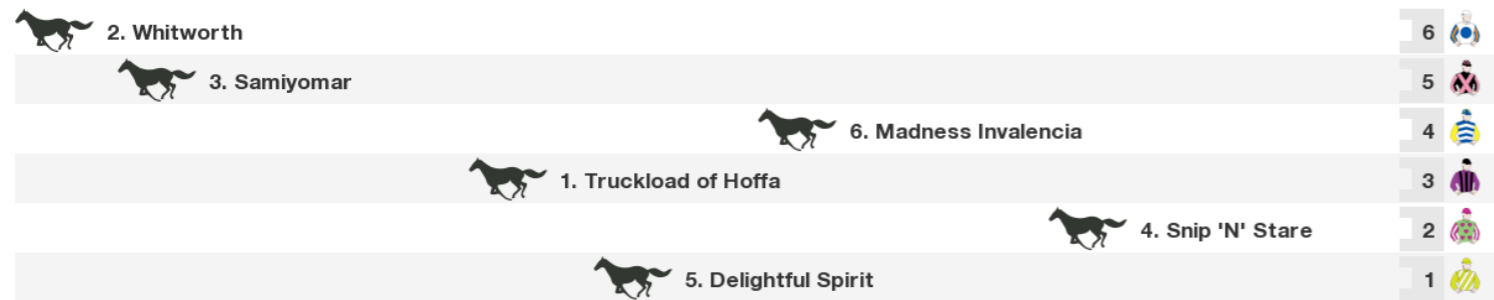 2. Whitworth 6
3. Samiyomar 5
6. Madness Invalencia 4
1. Truckload of Hoffa 3
4. Snip 'N' Stare 2
5. Delightful Spirit 1